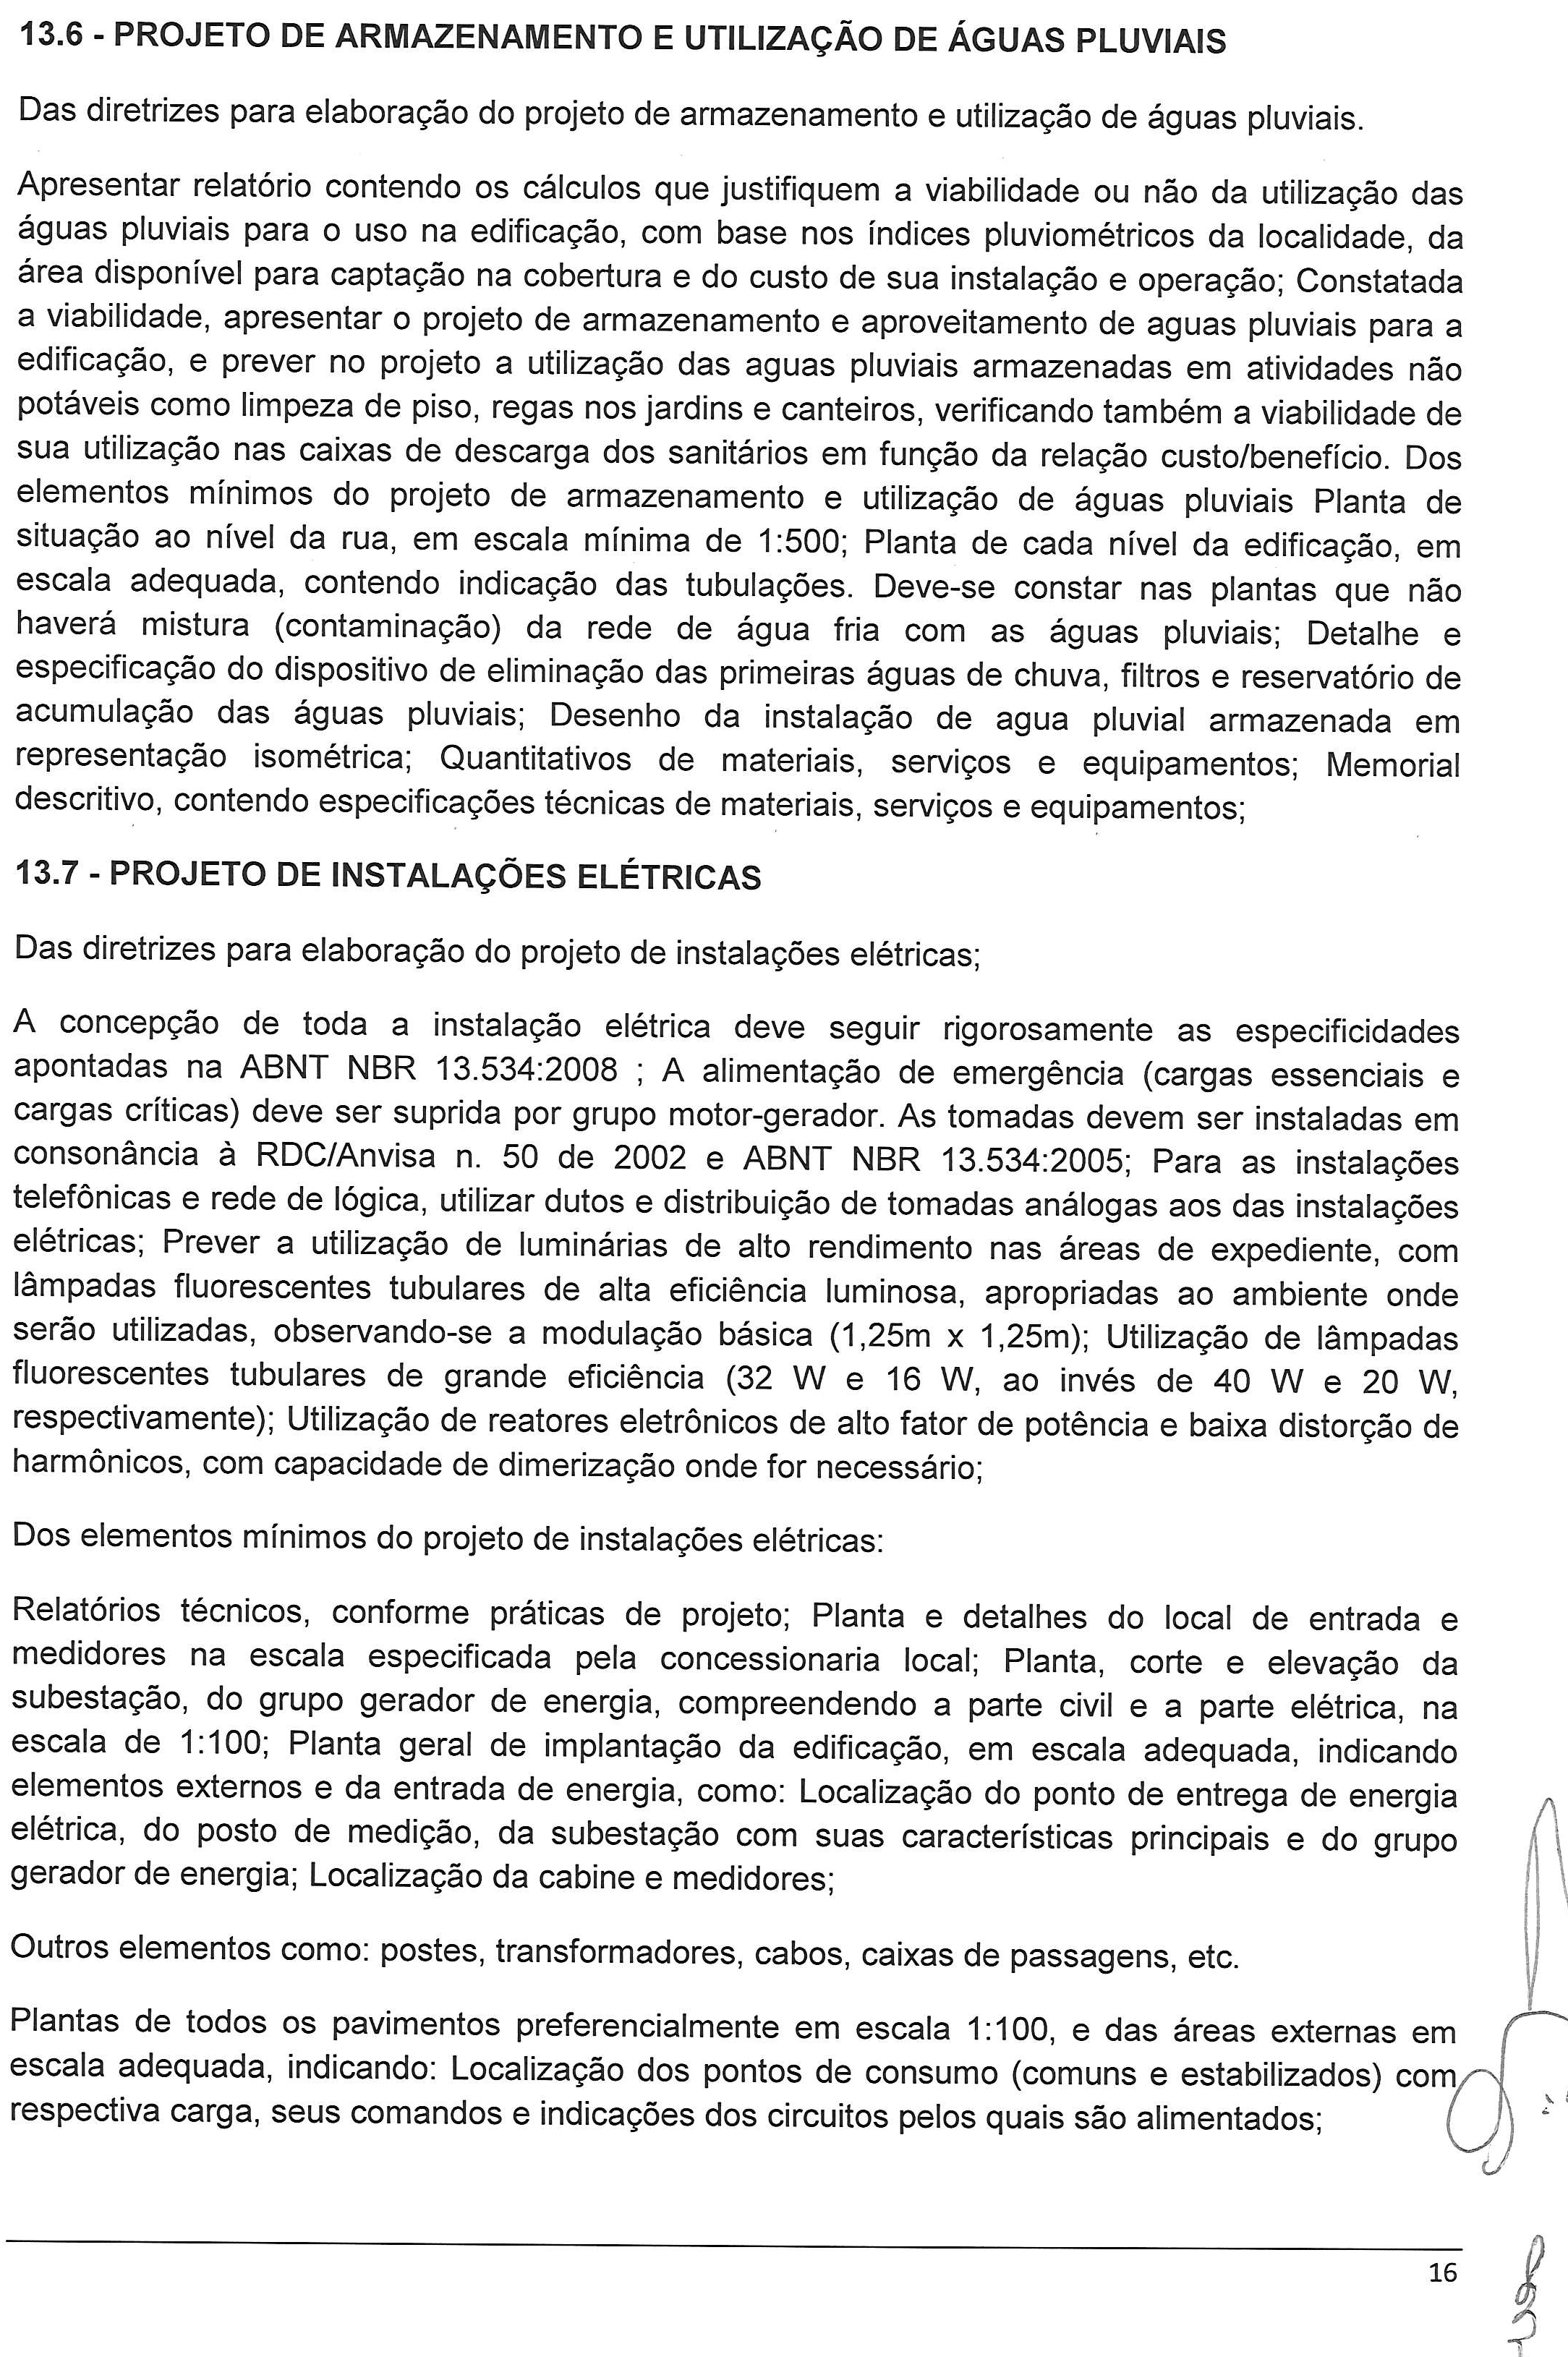 13.6 - PROJETO DE ARMAZENAMENTO E UTILIZAÇÃO DE ÁGUAS PLUVIAIS
Das diretrizes para elaboração do projeto de armazenamento e utilização de águas pluviais.
Apresentar relatório contendo os cálculos que justifiquem a viabilidade ou não da utilização das
águas pluviais para o uso na edificação, com base nos índices pluviométricos da localidade, da
área disponível para captação na cobertura e do custo de sua instalação e operação; Constatada
a viabilidade, apresentar o projeto de armazenamento e aproveitamento de aguas pluviais para a
edificação, e prever no projeto a utilização das aguas pluviais armazenadas em atividades não
potáveis como limpeza de piso, regas nos jardins e canteiros, verificando também a viabilidade de
sua utilização nas caixas de descarga dos sanitários em função da relação custo/benefício. Dos
elementos mínimos do projeto de armazenamento e utilização de águas pluviais Planta de
situação ao nível da rua, em escala mínima de 1:500; Planta de cada nível da edificação, em
escala adequada, contendo indicação das tubulações. Deve-se constar nas plantas que não
haverá mistura (contaminação) da rede de água fria com as águas pluviais; Detalhe e
especificação do dispositivo de eliminação das primeiras águas de chuva, filtros e reservatório de
acumulação das águas pluviais; Desenho da instalação de agua pluvial armazenada em
representação isométrica; Quantitativos de materiais, serviços e equipamentos; Memorial
descritivo, contendo especificações técnicas de materiais, serviços e equipamentos;
13.7 - PROJETO DE INSTALAÇÕES ELÉTRICAS
Das diretrizes para elaboração do projeto de instalações elétricas;
A concepção de toda a instalação elétrica deve seguir rigorosamente as especificidades
apontadas na ABNT NBR 13.534:2008 ; A alimentação de emergência (cargas essenciais e
cargas críticas) deve ser suprida por grupo motor-gerador. As tomadas devem ser instaladas em
consonância à RDC/Anvisa n. 50 de 2002 e ABNT NBR 13.534:2005; Para as instalações
telefônicas e rede de lógica, utilizar dutos e distribuição de tomadas análogas aos das instalações
elétricas; Prever a utilização de luminárias de alto rendimento nas áreas de expediente, com
lâmpadas fluorescentes tubulares de alta eficiência luminosa, apropriadas ao ambiente onde
serão utilizadas, observando-se a modulação básica (1,25m x 1,25m); Utilização de lâmpadas
fluorescentes tubulares de grande eficiência (32 W e 16 W, ao invés de 40 W e 20 W,
respectivamente); Utilização de reatores eletrônicos de alto fator de potência e baixa distorção de
harmônicos, com capacidade de dimerização onde for necessário;
Dos elementos mínimos do projeto de instalações elétricas:
Relatórios técnicos, conforme práticas de projeto; Planta e detalhes do local de entrada e
medidores na escala especificada pela concessionaria local; Planta, corte e elevação da
subestação, do grupo gerador de energia, compreendendo a parte civil e a parte elétrica, na
escala de 1:100; Planta geral de implantação da edificação, em escala adequada, indicando
elementos externos e da entrada de energia, como: Localização do ponto de entrega de energia
elétrica, do posto de medição, da subestação com suas características principais e do grupo
gerador de energia; Localização da cabine e medidores;
Outros elementos como: postes, transformadores, cabos, caixas de passagens, etc.
Plantas de todos os pavimentos preferencialmente em escala 1:100, e das áreas externas em
escala adequada, indicando: Localização dos pontos de consumo (comuns e estabilizados) com
respectiva carga, seus comandos e indicações dos circuitos pelos quais são alimentados;
16